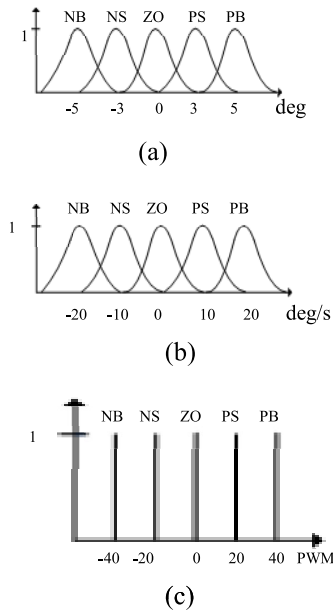 NB NS ZO PS PB
1
-5 -3 0 3 5 deg
(a)
NB NS ZO PS PB
1
-20 -10 0 10 20 deg/s
(b)
NB NS ZO PS PB
1
-40 -20 0 20 40 PWM
(c)